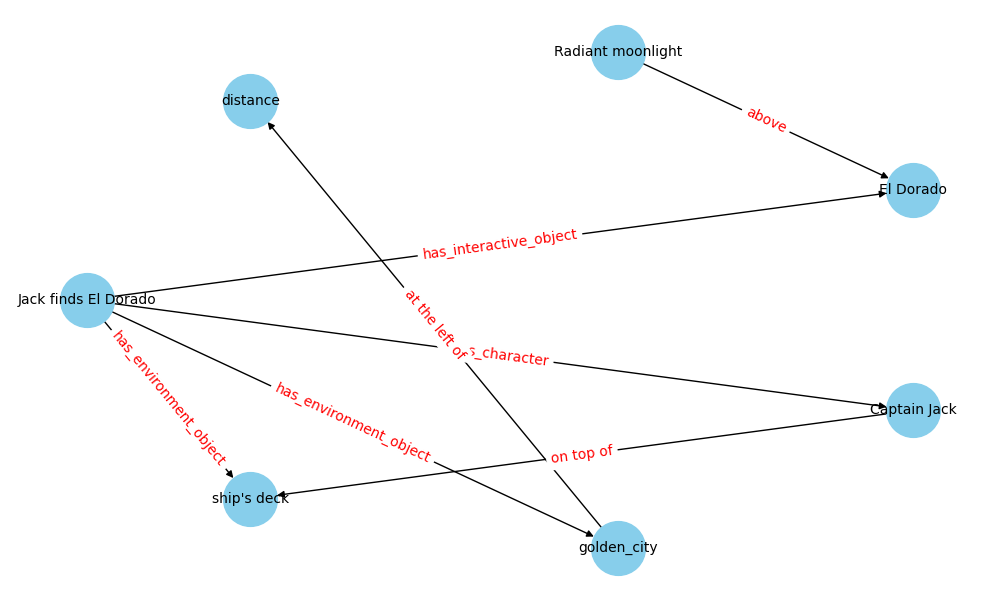 Radiant moonlight
distance
above
El Dorado
has_interactive_object
Jack finds El Dorado
at the left of
s_character
has_environment_object
has_environment_object
Captain Jack
on top of
ship's deck
golden_city